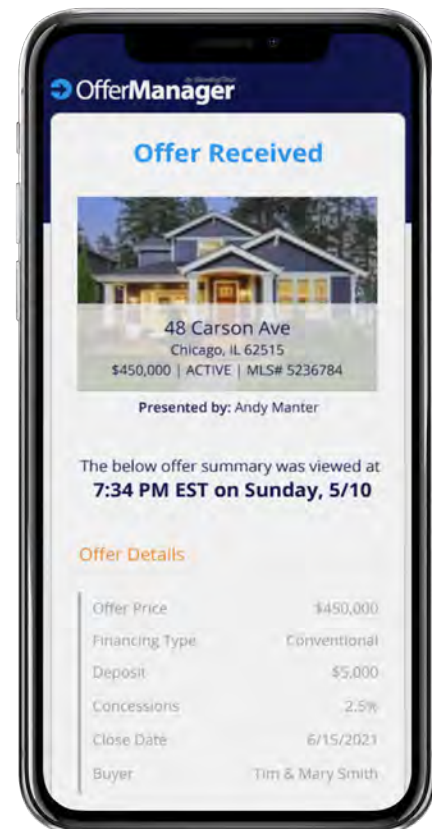 OfferManager
Offer Received
48 Carson Ave
Chicago, IL 62515
$450,000 | ACTIVE | MLS# 5236784
Presented by: Andy Manter
The below offer summary was viewed at
7:34 PM EST on Sunday, 5/10
Offer Details
Offer Price $450,000
Financing Type Conventional
Deposit $5,000
Concessions 2.5%
Close Date 6/15/2021
Buyer Tim & Mary Smith